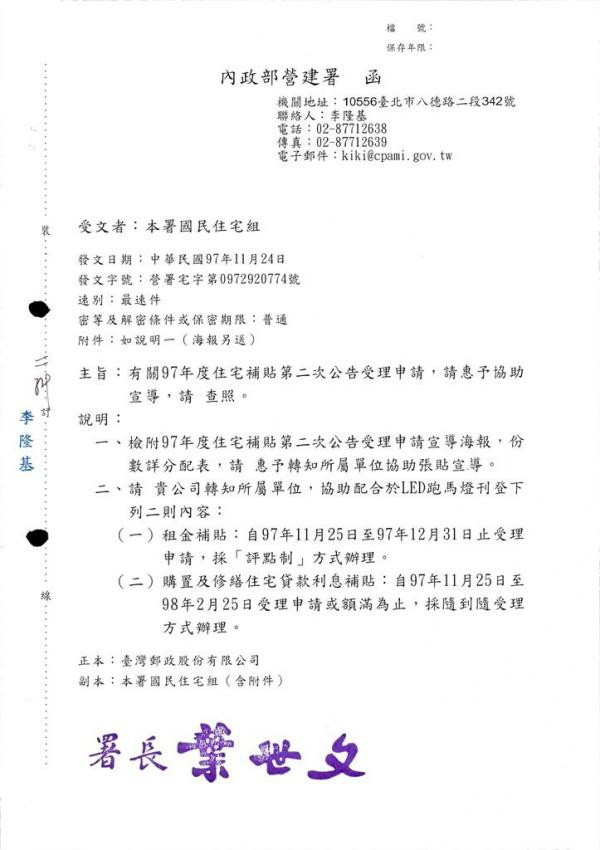 檔　號：
保存年限：
內政部營建署　函
機關地址：10556臺北市八德路二段342號
聯絡人：李隆基
電話：02-87712638
傳真：02-87712639
電子郵件：kiki@cpami.gov.tw
受文者：本署國民住宅組
發文日期：中華民國97年11月24日
發文字號：營署宅字第0972920774號
速別：最速件
密等及解密條件或保密期限：普通
附件：如說明一（海報另送）
主旨：有關97年度住宅補貼第二次公告受理申請，請惠予協助
宣導，請 查照。
說明：
一、檢附97年度住宅補貼第二次公告受理申請宣導海報，份
數詳分配表，請 惠予轉知所屬單位協助張貼宣導。
二、請 貴公司轉知所屬單位，協助配合於LED跑馬燈刊登下
列二則內容：
（一）租金補貼：自97年11月25日至97年12月31日止受理
申請，採「評點制」方式辦理。
（二）購置及修繕住宅貸款利息補貼：自97年11月25日至
98年2月25日受理申請或額滿為止，採隨到隨受理
方式辦理。
正本：臺灣郵政股份有限公司
副本：本署國民住宅組（含附件）
署長 葉世文
裝
訂
線
李隆基